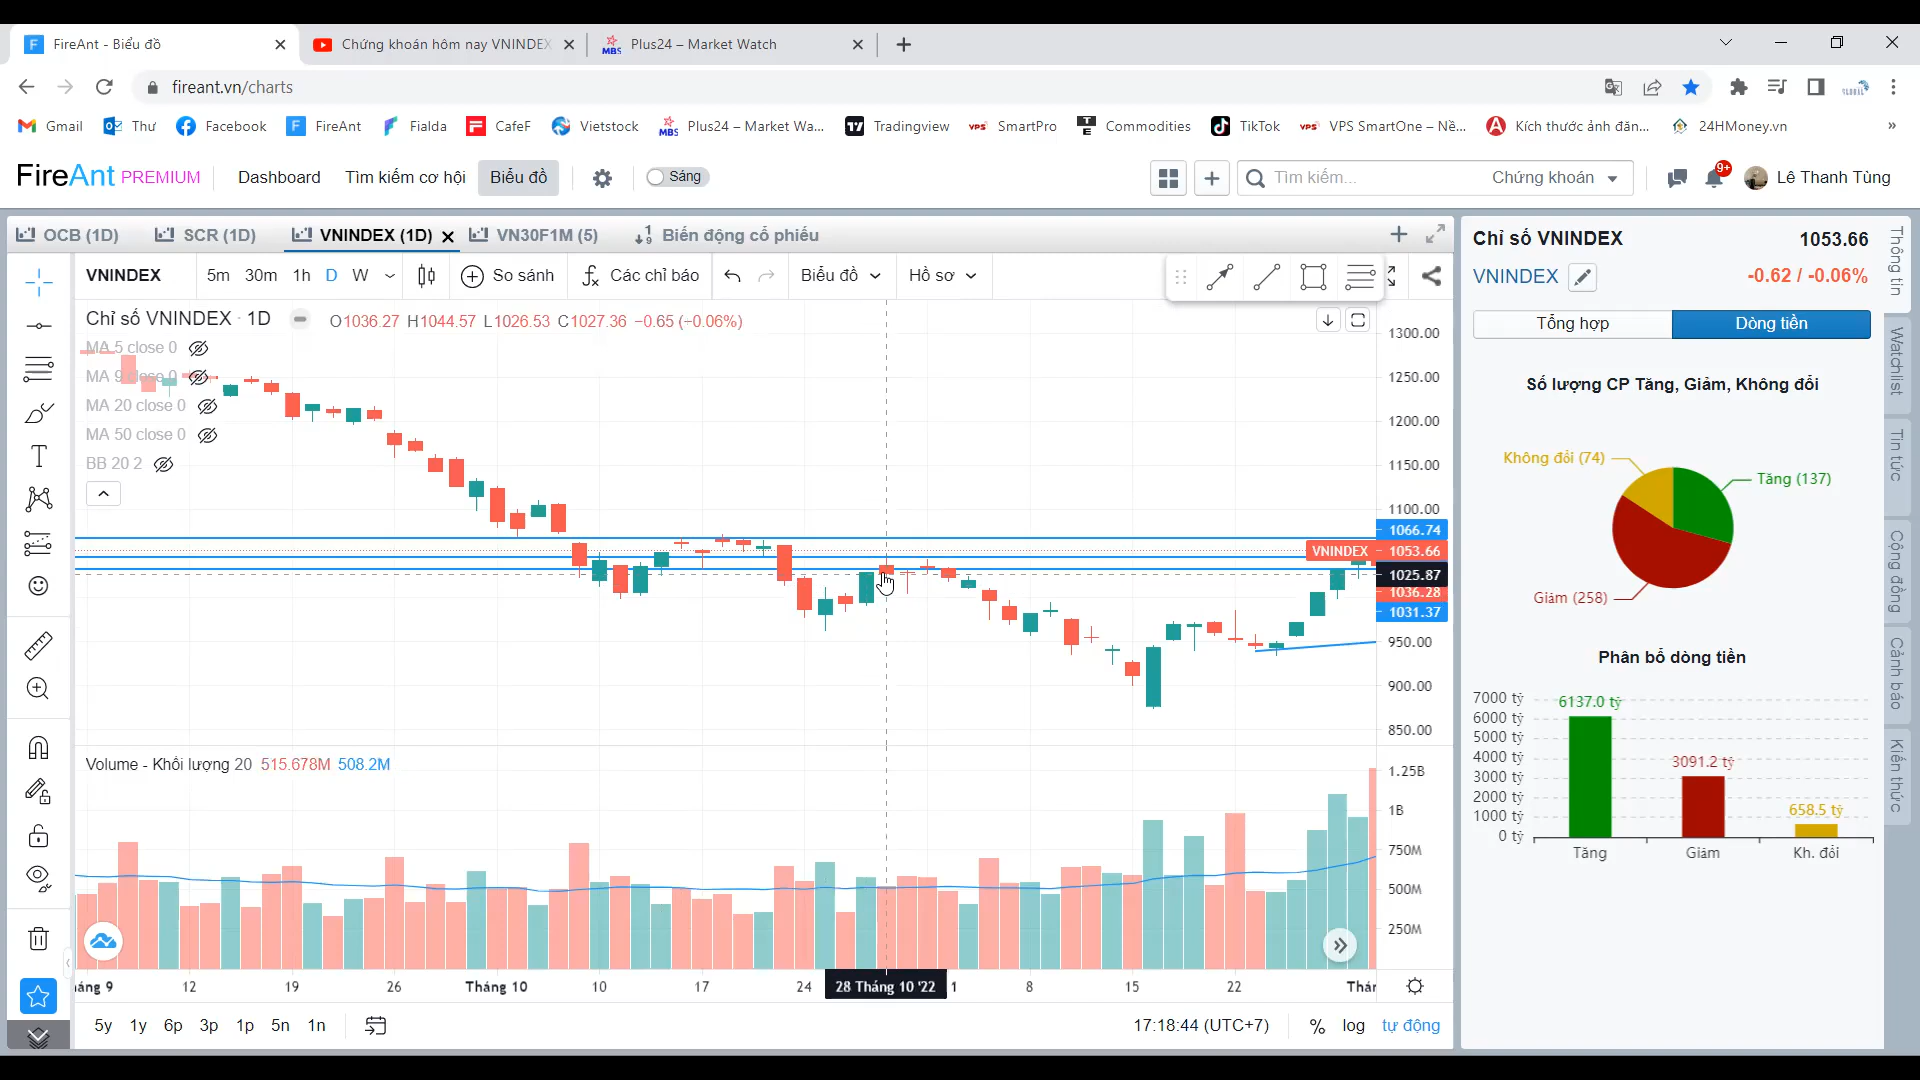 FireAnt - Biểu đồ
Chứng khoán hôm nay VNINDEX
Plus24 – Market Watch
fireant.vn/charts
Gmail
Thư
Facebook
FireAnt
Fialda
CafeF
Vietstock
Plus24 – Market Wa...
Tradingview
SmartPro
Commodities
TikTok
VPS SmartOne – Nề...
Kích thước ảnh đăn...
24HMoney.vn
FireAnt PREMIUM
Dashboard
Tìm kiếm cơ hội
Biểu đồ
Sáng
Tìm kiếm...
Chứng khoán
9+
Lê Thanh Tùng
OCB (1D)
SCR (1D)
VNINDEX (1D)
VN30F1M (5)
Biến động cổ phiếu
VNINDEX
5m 30m 1h D W
So sánh
Các chỉ báo
Biểu đồ
Hồ sơ
Chỉ số VNINDEX · 1D
O1036.27 H1044.57 L1026.53 C1027.36 −0.65 (−0.06%)
MA 5 close 0
MA 9 close 0
MA 20 close 0
MA 50 close 0
BB 20 2
1300.00
1250.00
1200.00
1150.00
1100.00
1066.74
VNINDEX 1053.66
1025.87
1036.28
1031.37
950.00
900.00
850.00
Volume - Khối lượng 20 515.678M 508.2M
1.25B
1B
750M
500M
250M
12 19 26 Tháng 10 10 17 24 28 Tháng 10 '22 1 8 15 22
5y 1y 6p 3p 1p 5n 1n
17:18:44 (UTC+7)
% log tự động
Chỉ số VNINDEX
1053.66
VNINDEX
-0.62 / -0.06%
Tổng hợp
Dòng tiền
Số lượng CP Tăng, Giảm, Không đổi
Không đổi (74)
Tăng (137)
Giảm (258)
Phân bổ dòng tiền
7000 tỷ
6000 tỷ
5000 tỷ
4000 tỷ
3000 tỷ
2000 tỷ
1000 tỷ
0 tỷ
6137.0 tỷ
3091.2 tỷ
658.5 tỷ
Tăng
Giảm
Kh. đổi
Thông tin
Watchlist
Tin tức
Cộng đồng
Cảnh báo
Kiến thức